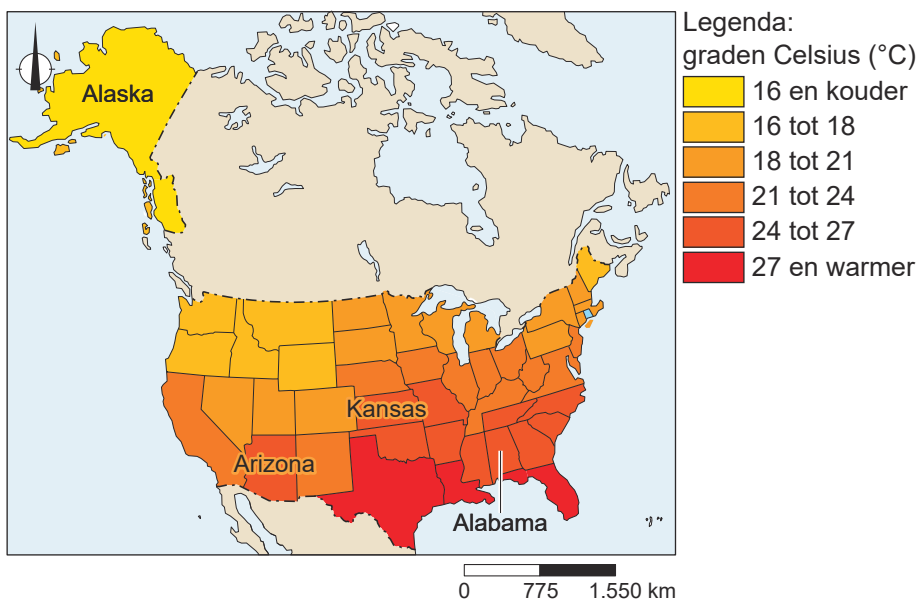 Legenda:
graden Celsius (°C)
16 en kouder
16 tot 18
18 tot 21
21 tot 24
24 tot 27
27 en warmer
Alaska
Kansas
Arizona
Alabama
0 775 1.550 km